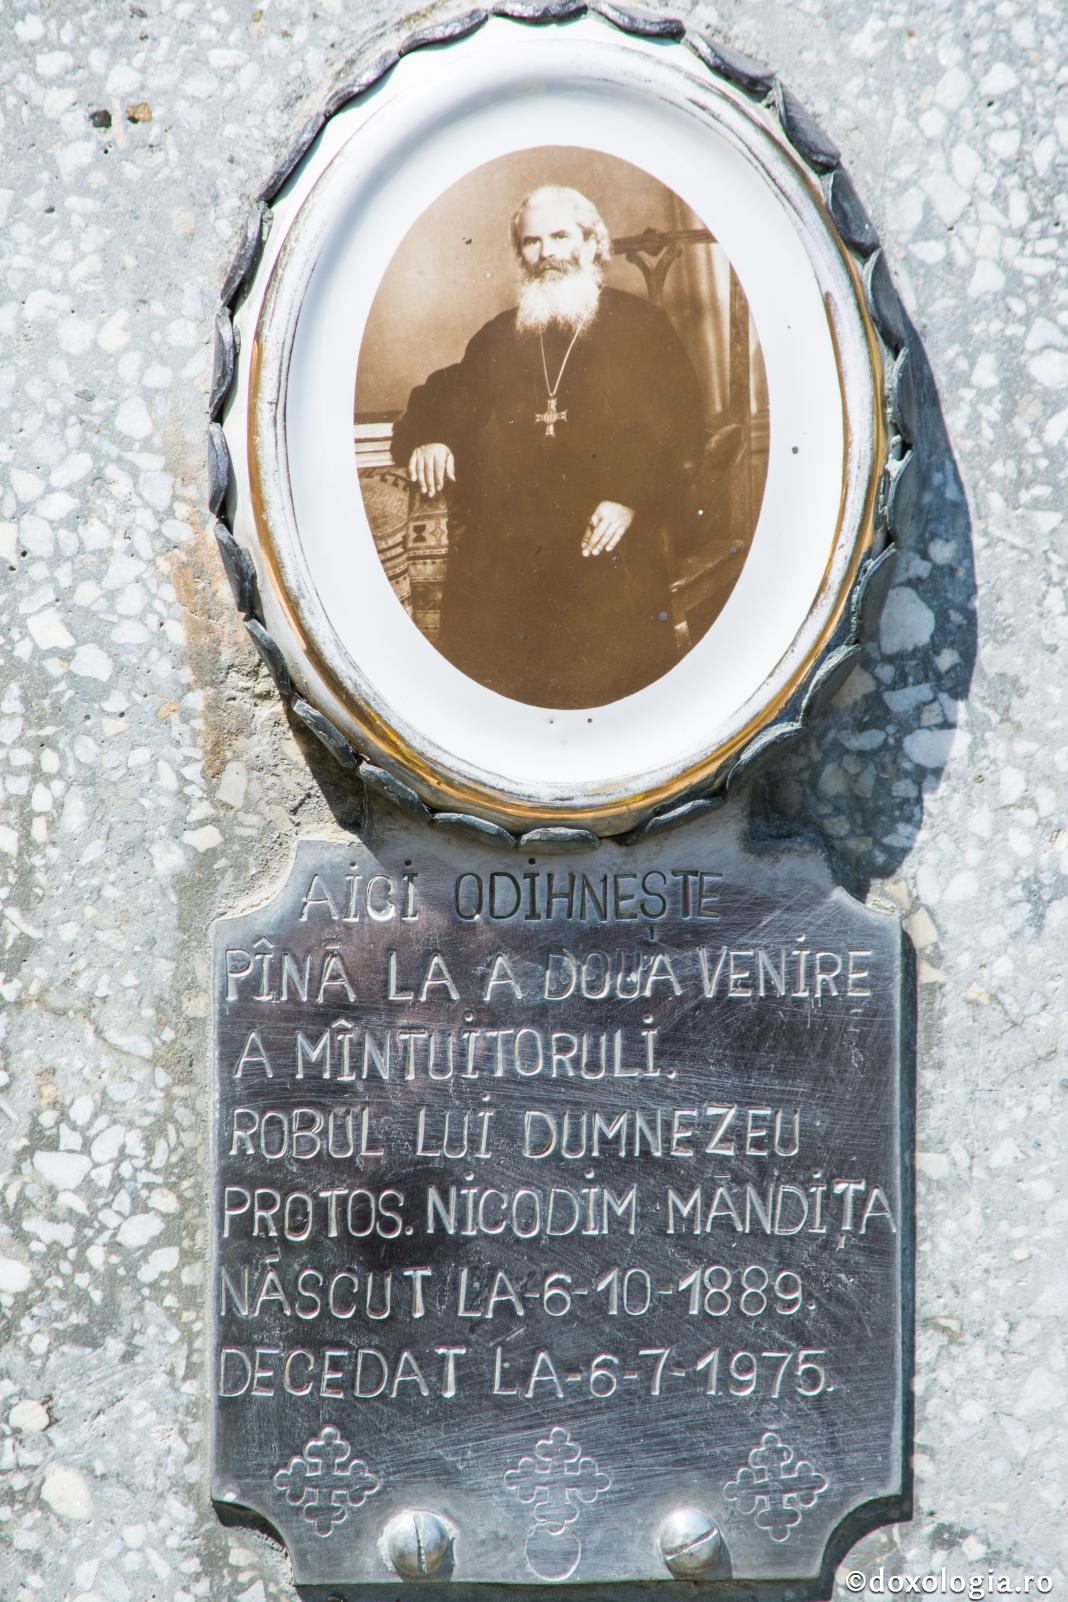 AICI ODIHNEȘTE
PÎNĂ LA A DOUA VENIRE
A MÎNTUITORULI.
ROBUL LUI DUMNEZEU
PROTOS. NICODIM MĂNDIȚA
NĂSCUT LA-6-10-1889.
DECEDAT LA-6-7-1975.
©doxologia.ro